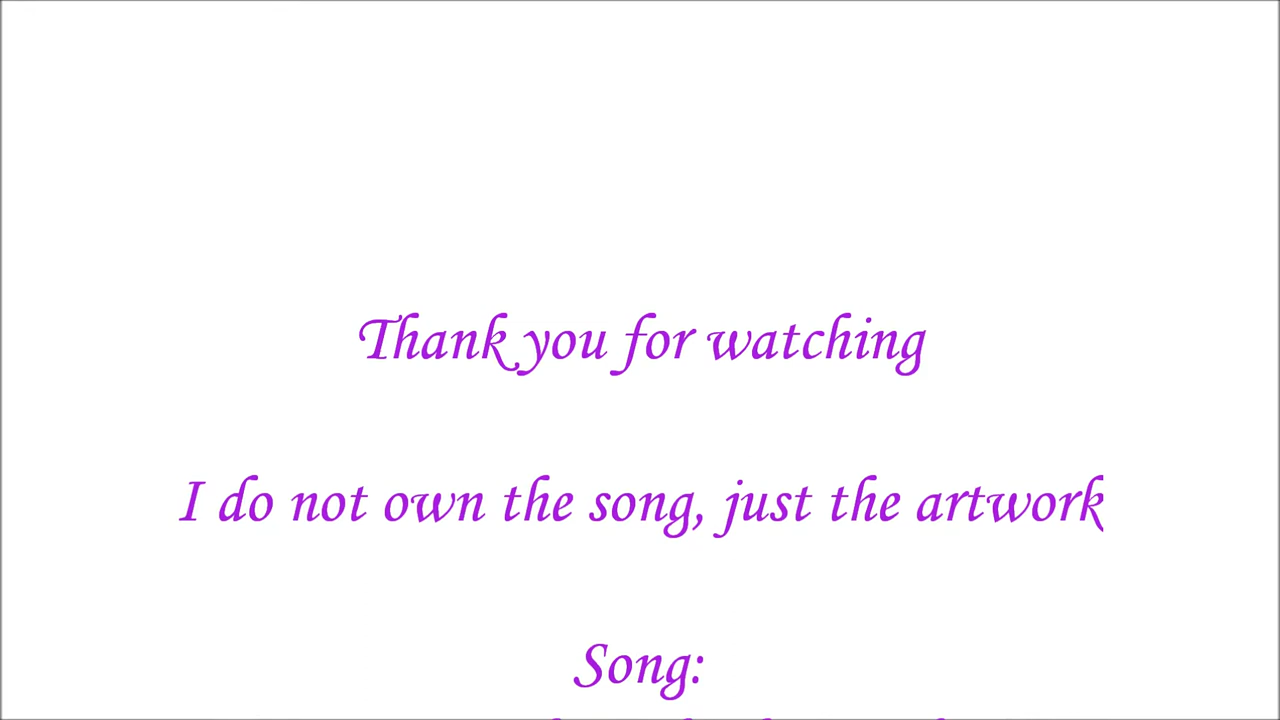 Thank you for watching
I do not own the song, just the artwork
Song: